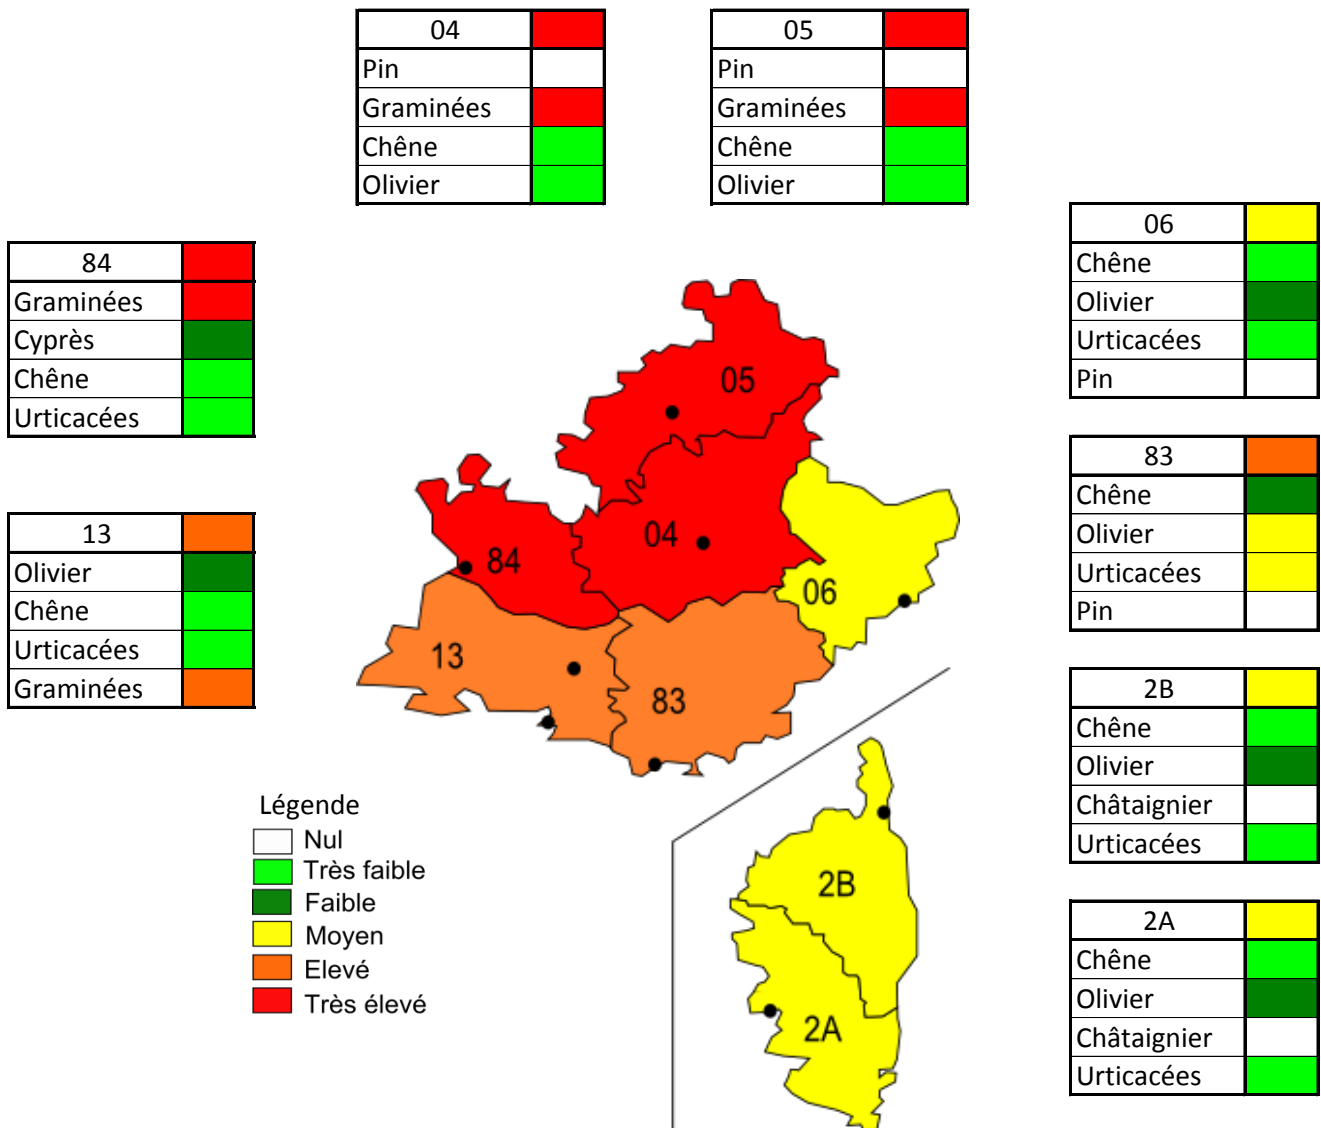 04
Pin
Graminées
Chêne
Olivier
05
Pin
Graminées
Chêne
Olivier
84
Graminées
Cyprès
Chêne
Urticacées
13
Olivier
Chêne
Urticacées
Graminées
06
Chêne
Olivier
Urticacées
Pin
83
Chêne
Olivier
Urticacées
Pin
2B
Chêne
Olivier
Châtaignier
Urticacées
2A
Chêne
Olivier
Châtaignier
Urticacées
05
04
84
06
13
83
2B
2A
Légende
Nul
Très faible
Faible
Moyen
Elevé
Très élevé